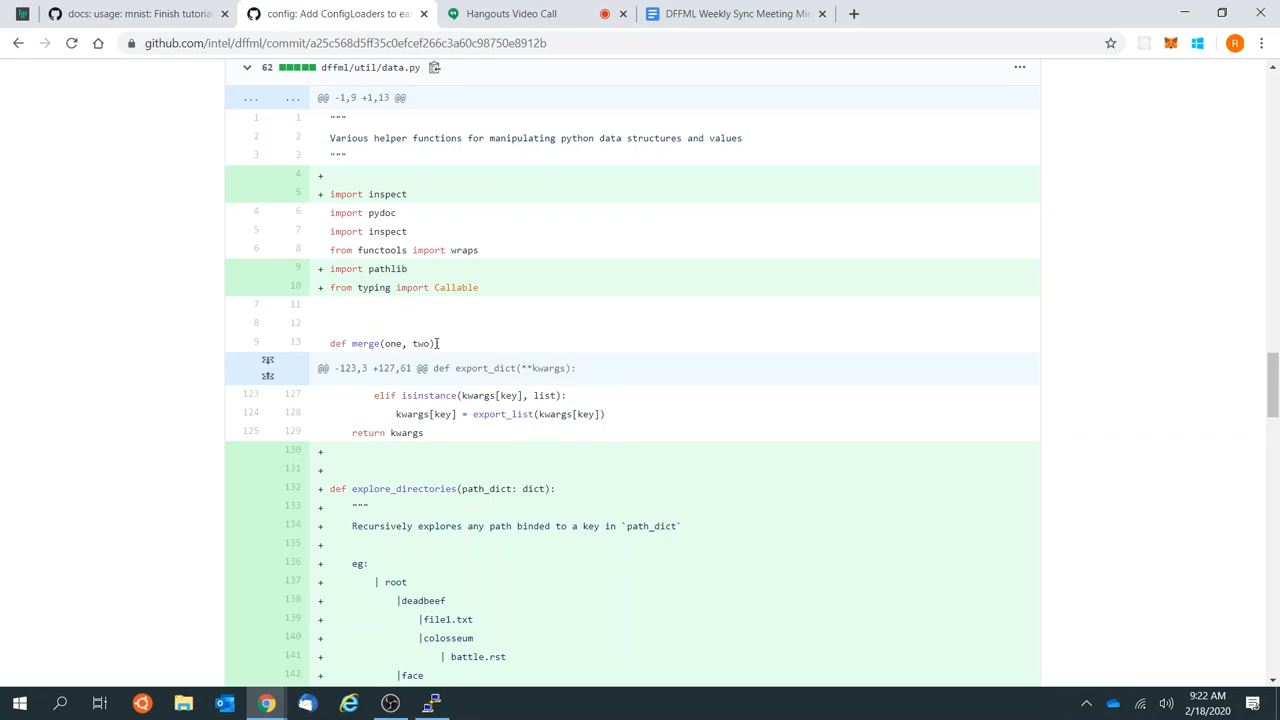 docs: usage: mnist: Finish tutorial
config: Add ConfigLoaders to eas
Hangouts Video Call
DFFML Weekly Sync Meeting Min
github.com/intel/dffml/commit/a25c568d5ff35c0efcef266c3a60c98750e8912b
R
62 dffml/util/data.py
... ... @@ -1,9 +1,13 @@
1 1 """
2 2 Various helper functions for manipulating python data structures and values
3 3 """
4 +
5 + import inspect
4 6 import pydoc
5 7 import inspect
6 8 from functools import wraps
9 + import pathlib
10 + from typing import Callable
7 11
8 12
9 13 def merge(one, two)
@@ -123,3 +127,61 @@ def export_dict(**kwargs):
123 127 elif isinstance(kwargs[key], list):
124 128 kwargs[key] = export_list(kwargs[key])
125 129 return kwargs
130 +
131 +
132 + def explore_directories(path_dict: dict):
133 + """
134 + Recursively explores any path binded to a key in `path_dict`
135 +
136 + eg:
137 + | root
138 + |deadbeef
139 + |file1.txt
140 + |colosseum
141 + | battle.rst
142 + |face
9:22 AM
2/18/2020